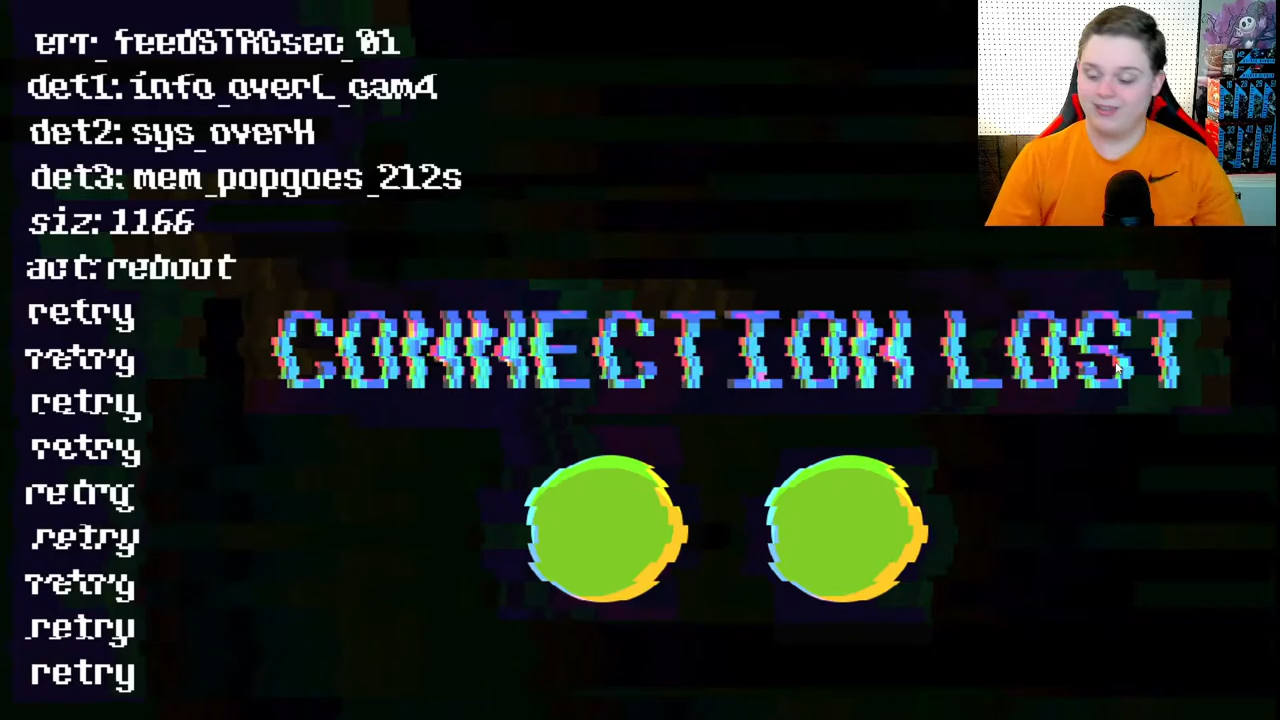 err_feedSTRGsec_01
det1: info_overL_cam4
det2: sys_overH
det3: mem_popgoes_212s
siz: 1166
act: reboot
retry
retry
retry
retry
retry
retry
retry
retry
retry
CONNECTION LOST